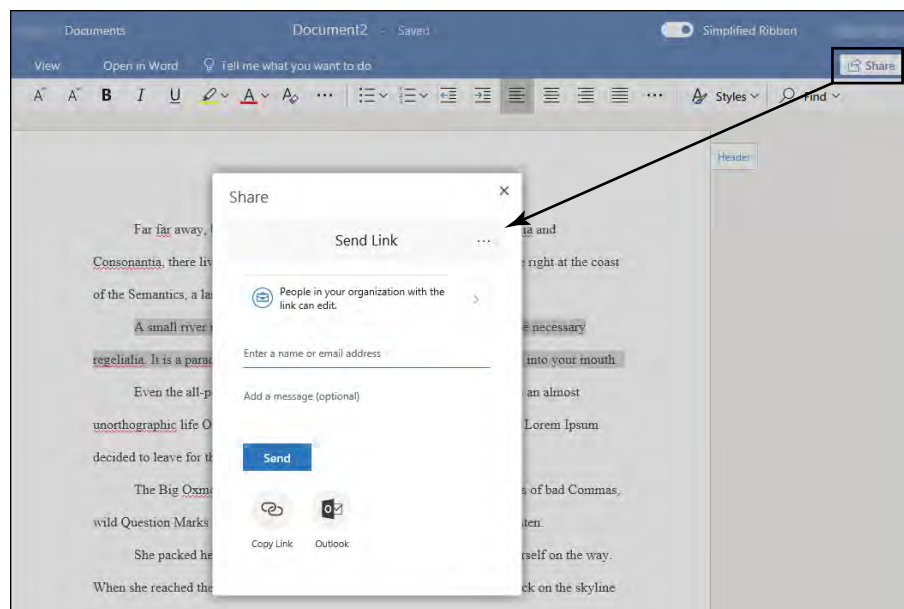 Documents Document2 - Saved Simplified Ribbon
View Open in Word Tell me what you want to do Share
A A B I U A A ... ... Styles Find
Header
Share ×
Send Link ...
People in your organization with the
link can edit.
Enter a name or email address
Add a message (optional)
Send
Copy Link Outlook
Far far away, and
Consonantia, there liv right at the coast
of the Semantics, a la
A small river necessary
regelialia. It is a parad into your mouth.
Even the all-p an almost
unorthographic life O Lorem Ipsum
decided to leave for th
The Big Oxmo s of bad Commas,
wild Question Marks sten.
She packed he rself on the way.
When she reached the ck on the skyline